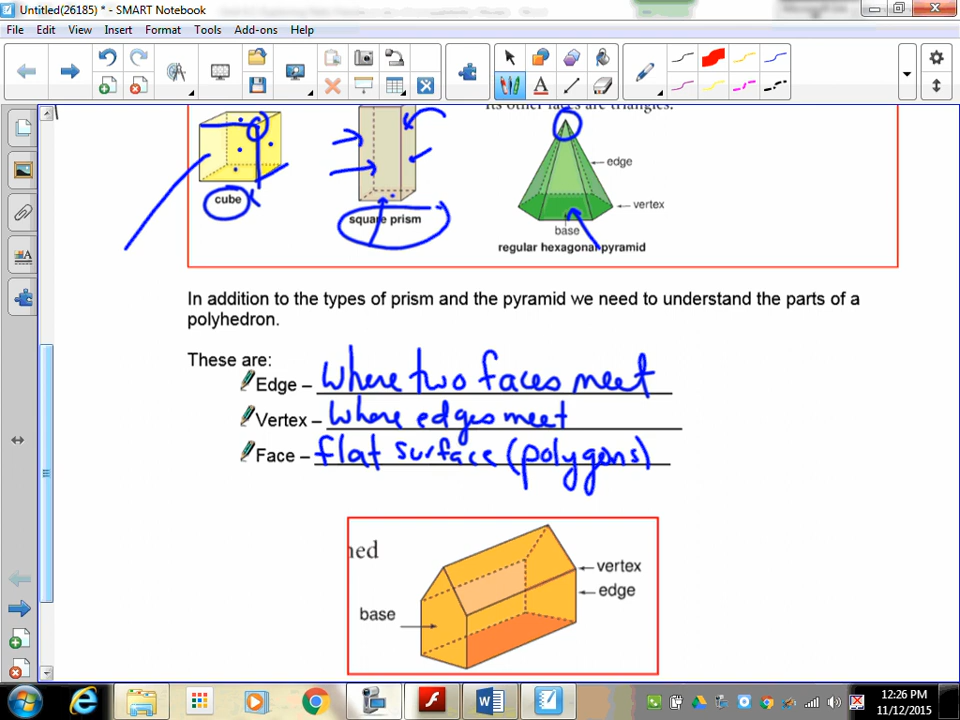 Untitled(26185) * - SMART Notebook
File Edit View Insert Format Tools Add-ons Help
Its other faces are triangles.
edge
vertex
cube
square prism
base
regular hexagonal pyramid
In addition to the types of prism and the pyramid we need to understand the parts of a
polyhedron.
These are:
Edge – where two faces meet
Vertex – where edges meet
Face – flat surface (polygons)
ned
vertex
edge
base
12:26 PM
11/12/2015